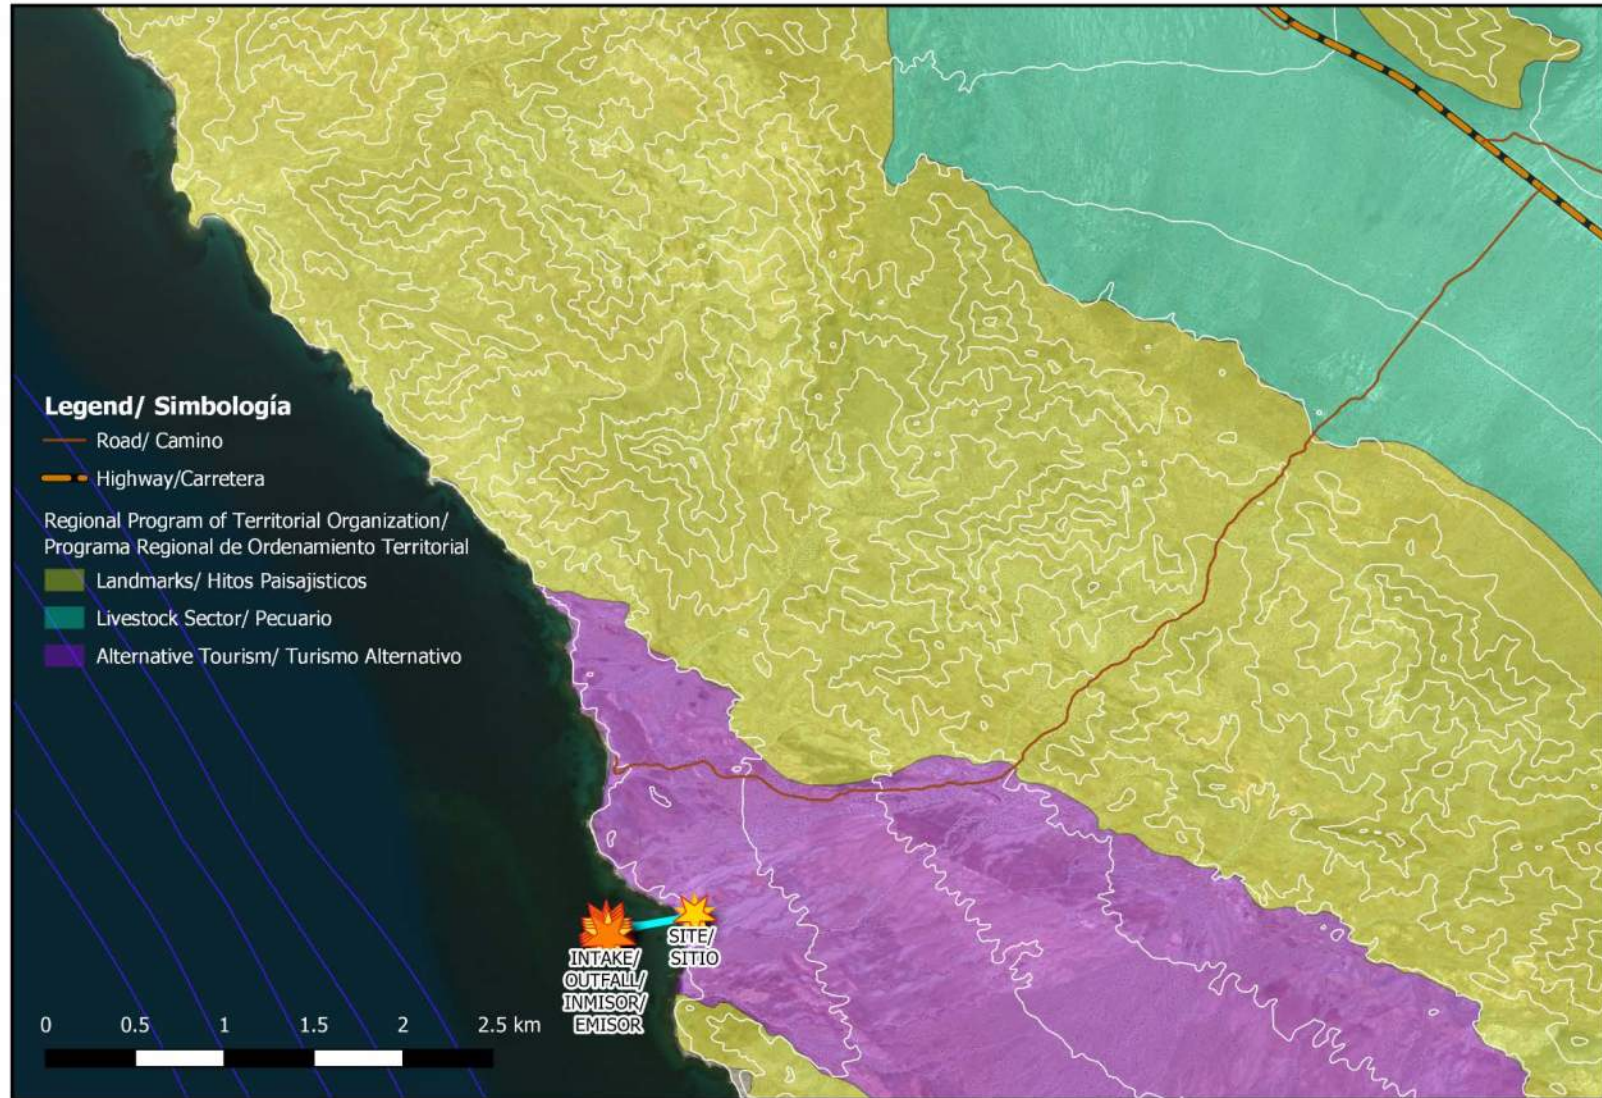 Legend/ Simbología
Road/ Camino
Highway/Carretera
Regional Program of Territorial Organization/
Programa Regional de Ordenamiento Territorial
Landmarks/ Hitos Paisajisticos
Livestock Sector/ Pecuario
Alternative Tourism/ Turismo Alternativo
SITE/
SITIO
INTAKE/
OUTFALL/
INMISOR/
EMISOR
0 0.5 1 1.5 2 2.5 km